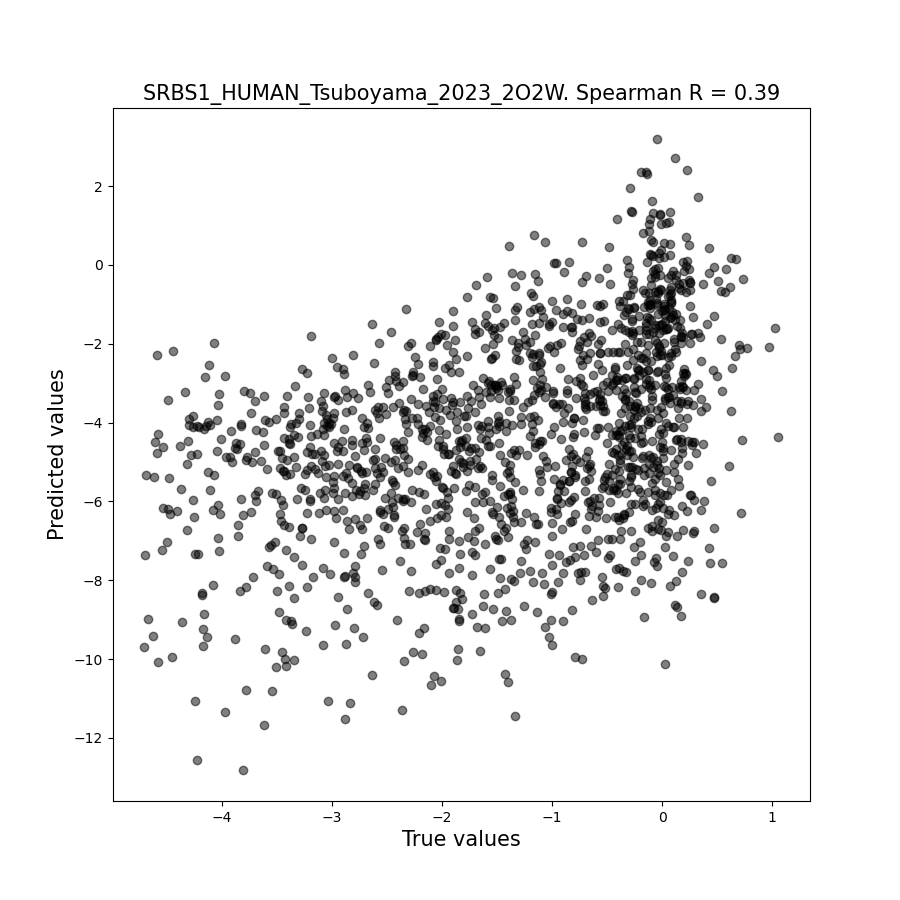 SRBS1_HUMAN_Tsuboyama_2023_2O2W. Spearman R = 0.39
Predicted values
2
0
−2
−4
−6
−8
−10
−12
−4 −3 −2 −1 0 1
True values